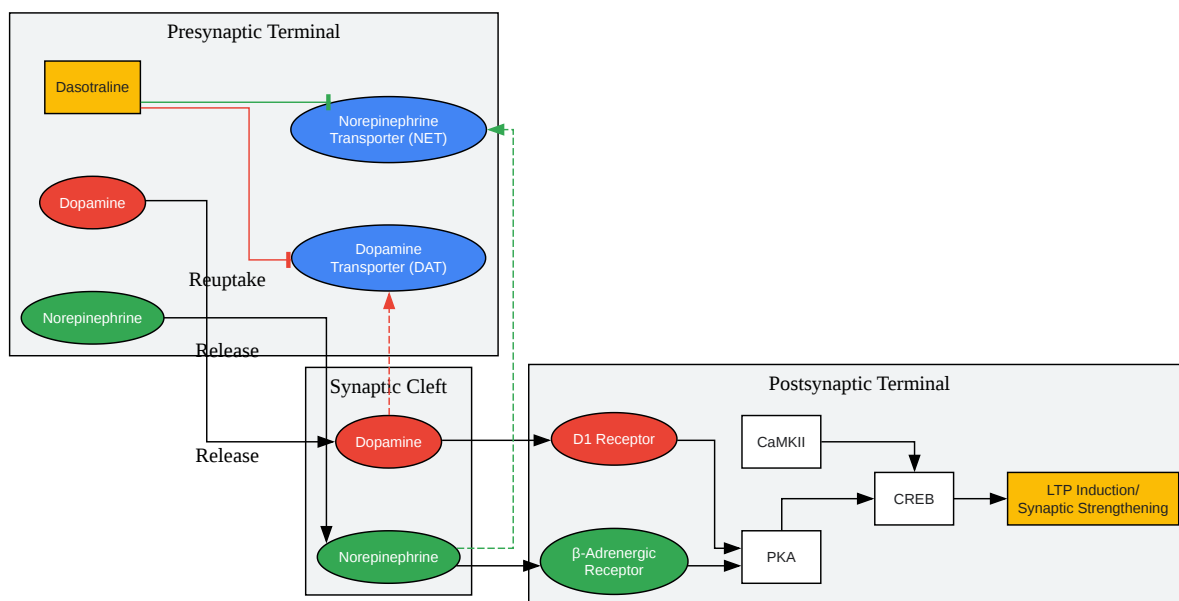 Presynaptic Terminal
Dasotraline
Norepinephrine
Transporter (NET)
Dopamine
Dopamine
Transporter (DAT)
Reuptake
Norepinephrine
Release
Synaptic Cleft
Dopamine
Release
Norepinephrine
Postsynaptic Terminal
D1 Receptor
CaMKII
CREB
LTP Induction/
Synaptic Strengthening
β-Adrenergic
Receptor
PKA